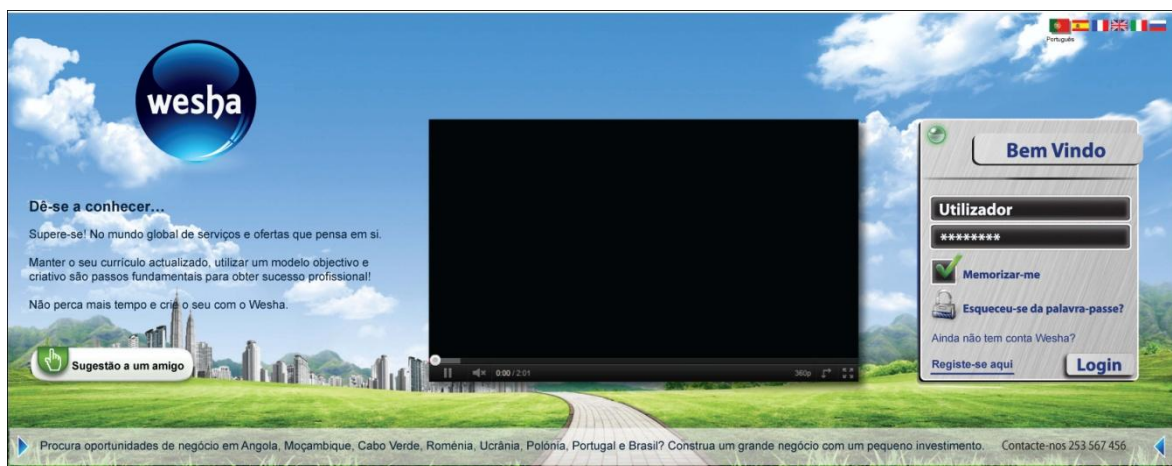 Português
wesha
Dê-se a conhecer...
Supere-se! No mundo global de serviços e ofertas que pensa em si.
Manter o seu currículo actualizado, utilizar um modelo objectivo e
criativo são passos fundamentais para obter sucesso profissional!
Não perca mais tempo e crie o seu com o Wesha.
Sugestão a um amigo
0:00 / 2:01
360p
Bem Vindo
Utilizador
********
Memorizar-me
Esqueceu-se da palavra-passe?
Ainda não tem conta Wesha?
Registe-se aqui
Login
Procura oportunidades de negócio em Angola, Moçambique, Cabo Verde, Roménia, Ucrânia, Polónia, Portugal e Brasil? Construa um grande negócio com um pequeno investimento. Contacte-nos 253 567 456